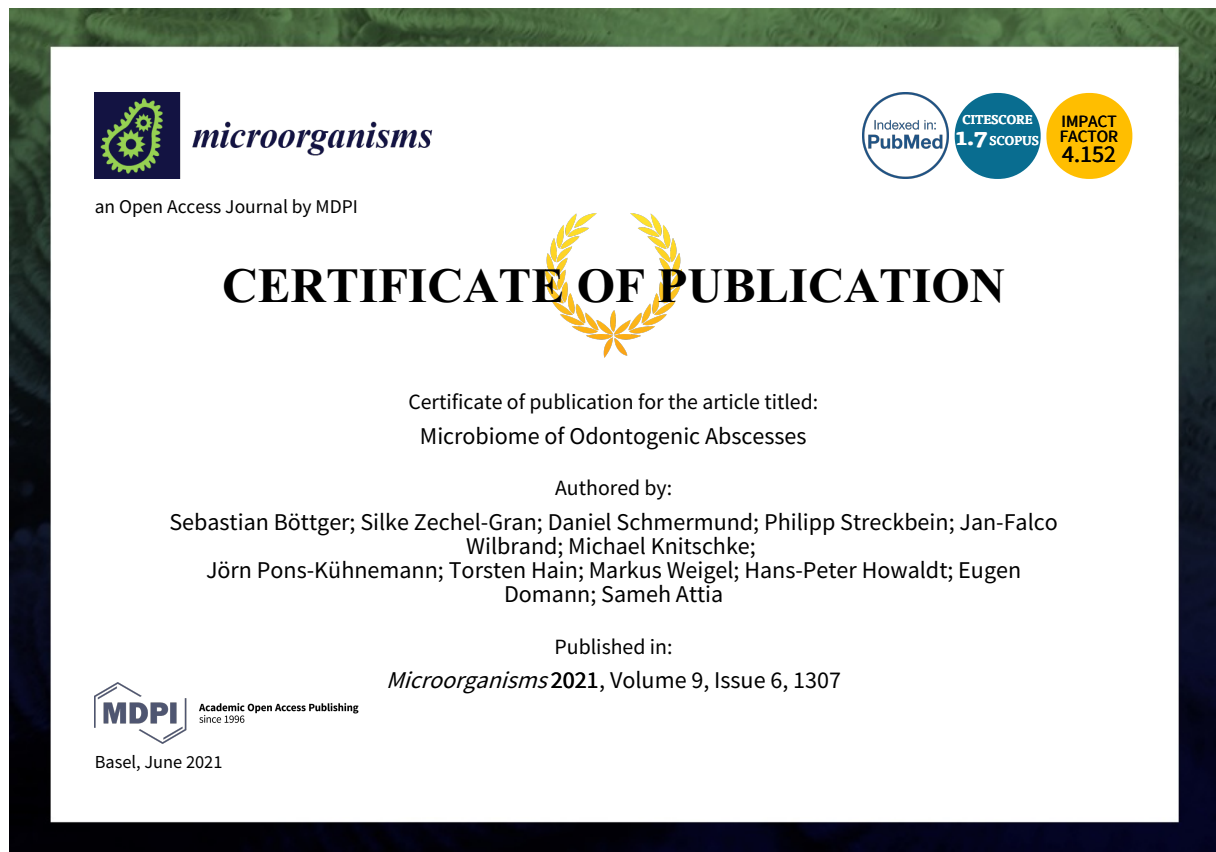 microorganisms
Indexed in:
PubMed
CITESCORE
1.7 SCOPUS
IMPACT
FACTOR
4.152
an Open Access Journal by MDPI
CERTIFICATE OF PUBLICATION
Certificate of publication for the article titled:
Microbiome of Odontogenic Abscesses
Authored by:
Sebastian Böttger; Silke Zechel-Gran; Daniel Schmermund; Philipp Streckbein; Jan-Falco
Wilbrand; Michael Knitschke;
Jörn Pons-Kühnemann; Torsten Hain; Markus Weigel; Hans-Peter Howaldt; Eugen
Domann; Sameh Attia
Published in:
Microorganisms 2021, Volume 9, Issue 6, 1307
MDPI
Academic Open Access Publishing
since 1996
Basel, June 2021